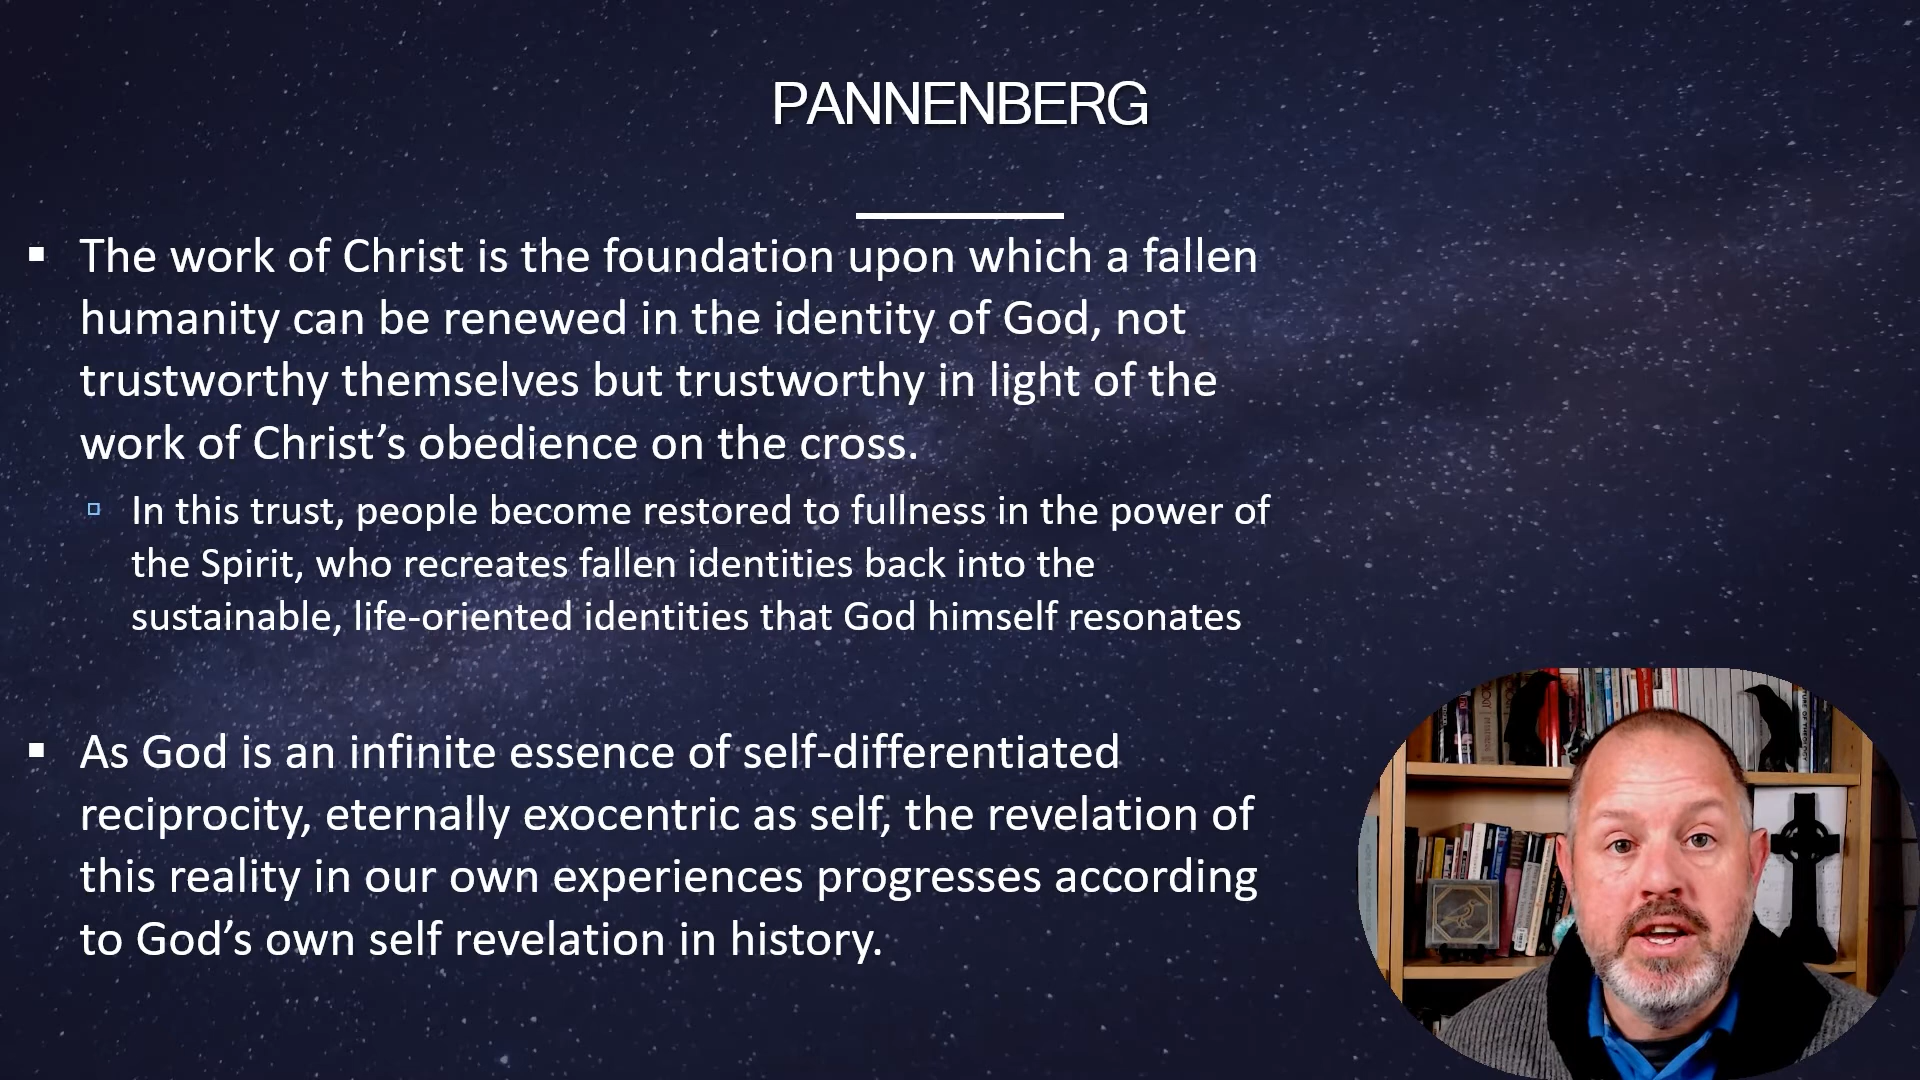 PANNENBERG
▪ The work of Christ is the foundation upon which a fallen
humanity can be renewed in the identity of God, not
trustworthy themselves but trustworthy in light of the
work of Christ’s obedience on the cross.
▫ In this trust, people become restored to fullness in the power of
the Spirit, who recreates fallen identities back into the
sustainable, life-oriented identities that God himself resonates
▪ As God is an infinite essence of self-differentiated
reciprocity, eternally exocentric as self, the revelation of
this reality in our own experiences progresses according
to God’s own self revelation in history.